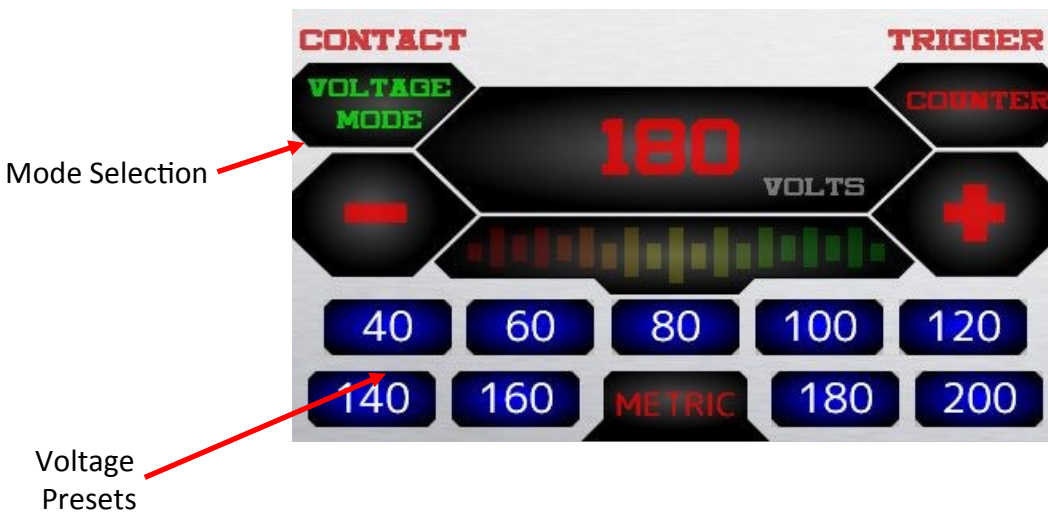 CONTACT
TRIGGER
VOLTAGE
MODE
COUNTER
180
VOLTS
Mode Selection
40 60 80 100 120
140 160 METRIC 180 200
Voltage
Presets